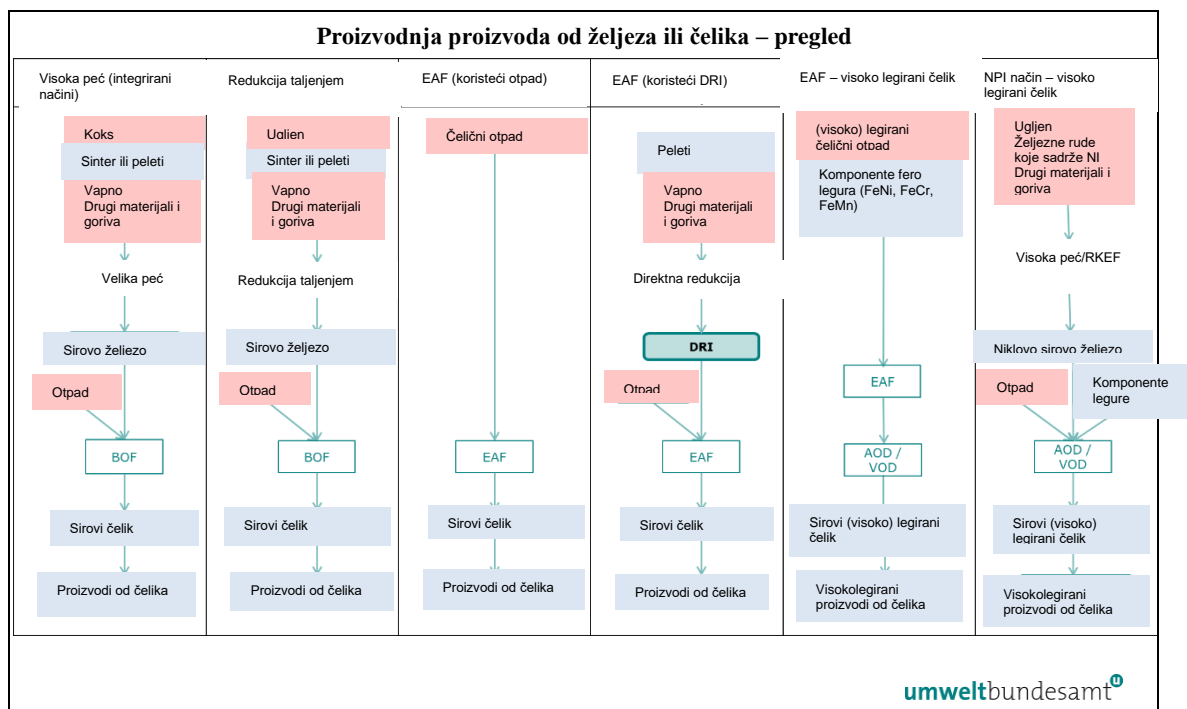 Proizvodnja proizvoda od željeza ili čelika – pregled
Visoka peć (integrirani
načini)
Koks
Sinter ili peleti
Vapno
Drugi materijali i
goriva
Velika peć
Sirovo željezo
Otpad
BOF
Sirovi čelik
Proizvodi od čelika
Redukcija taljenjem
Ugljen
Sinter ili peleti
Vapno
Drugi materijali
i goriva
Redukcija taljenjem
Sirovo željezo
Otpad
BOF
Sirovi čelik
Proizvodi od čelika
EAF (koristeći otpad)
Čelični otpad
EAF
Sirovi čelik
Proizvodi od čelika
EAF (koristeći DRI)
Peleti
Vapno
Drugi materijali
i goriva
Direktna redukcija
DRI
Otpad
EAF
Sirovi čelik
Proizvodi od čelika
EAF – visoko legirani čelik
(visoko) legirani
čelični otpad
Komponente fero
legura (FeNi, FeCr,
FeMn)
EAF
AOD /
VOD
Sirovi (visoko) legirani
čelik
Visokolegirani
proizvodi od čelika
NPI način – visoko
legirani čelik
Ugljen
Željezne rude
koje sadrže NI
Drugi materijali i
goriva
Visoka peć/RKEF
Niklovo sirovo željezo
Otpad
Komponente
legure
AOD /
VOD
Sirovi (visoko)
legirani čelik
Visokolegirani
proizvodi od čelika
umweltbundesamt
u